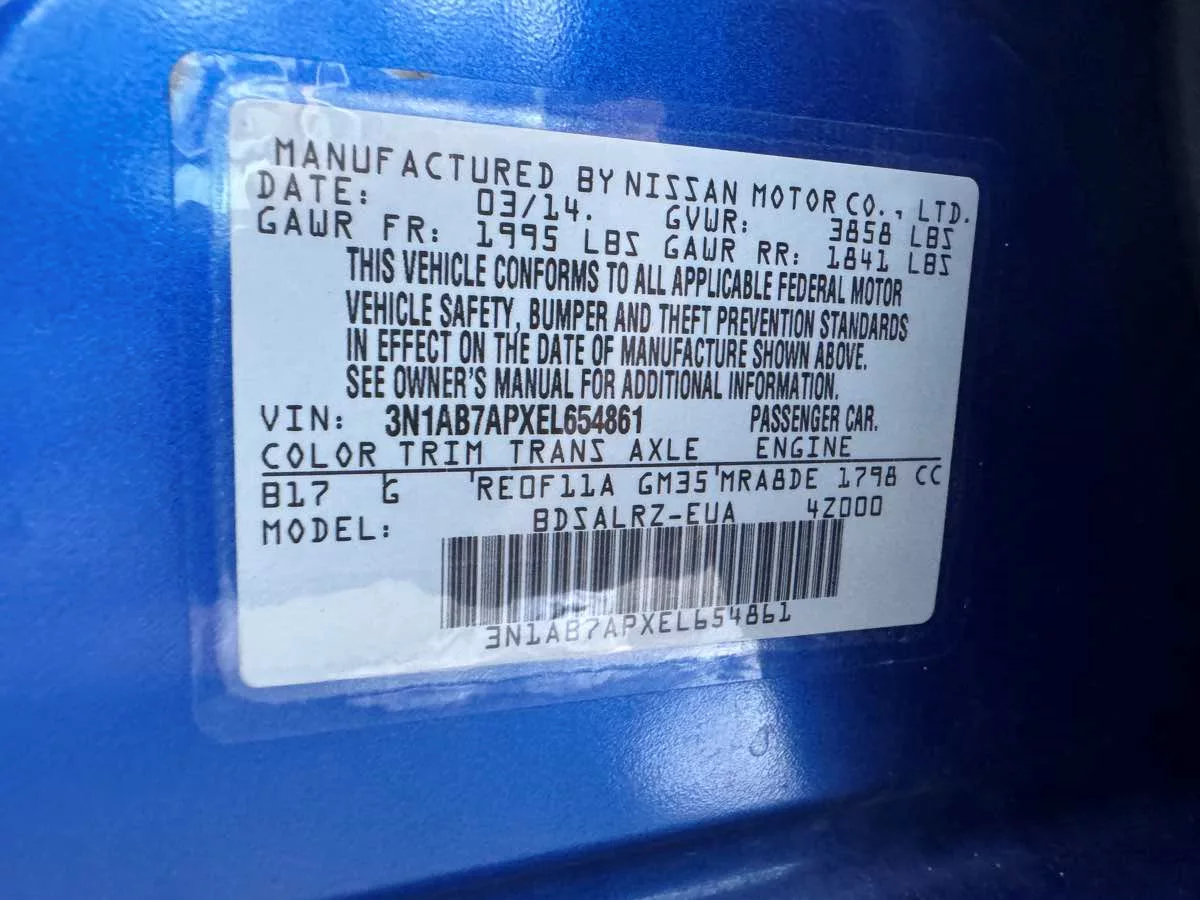 MANUFACTURED BY NISSAN MOTOR CO., LTD.
DATE: 03/14. GVWR: 3858 LBS
GAWR FR: 1995 LBS GAWR RR: 1841 LBS
THIS VEHICLE CONFORMS TO ALL APPLICABLE FEDERAL MOTOR
VEHICLE SAFETY, BUMPER AND THEFT PREVENTION STANDARDS
IN EFFECT ON THE DATE OF MANUFACTURE SHOWN ABOVE.
SEE OWNER'S MANUAL FOR ADDITIONAL INFORMATION.
VIN: 3N1AB7APXEL654861 PASSENGER CAR.
COLOR TRIM TRANS AXLE ENGINE
B17 G RE0F11A GM35 MRA8DE 1798 CC
MODEL: BDSALRZ-EUA 4Z000
3N1AB7APXEL654861